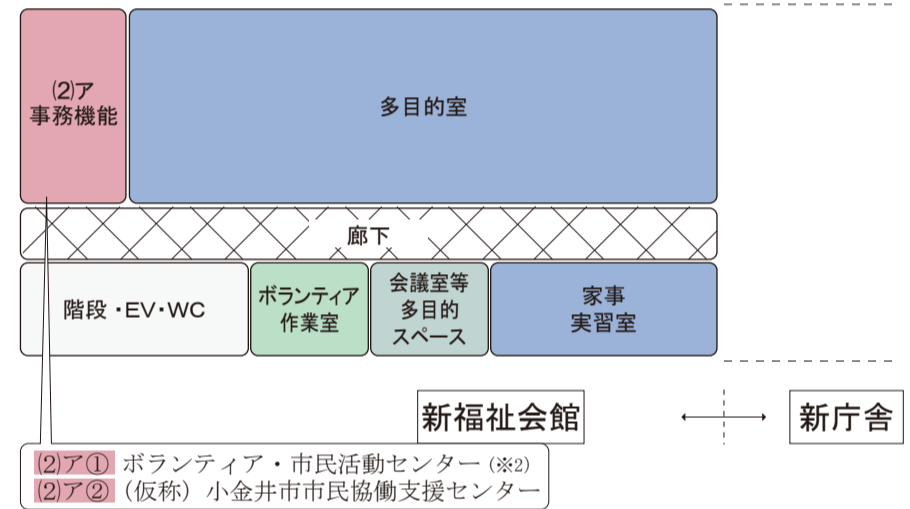 ⑵ア
事務機能
多目的室
廊下
階段・EV・WC
ボランティア
作業室
会議室等
多目的
スペース
家事
実習室
新福祉会館
新庁舎
⑵ア① ボランティア・市民活動センター(※2)
⑵ア② (仮称) 小金井市市民協働支援センター